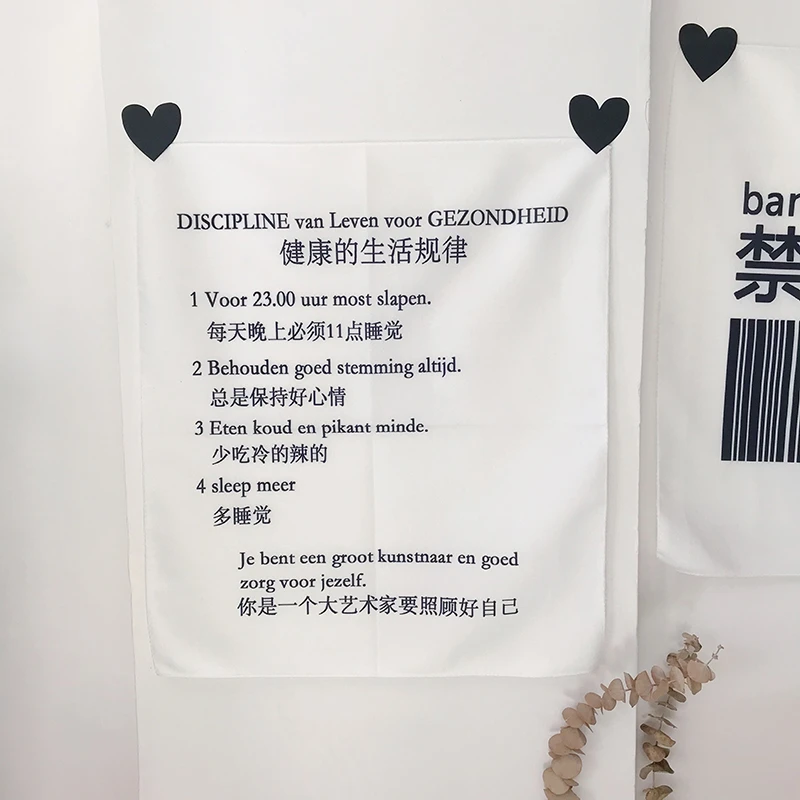 DISCIPLINE van Leven voor GEZONDHEID
健康的生活规律
1 Voor 23.00 uur most slapen.
每天晚上必须11点睡觉
2 Behouden goed stemming altijd.
总是保持好心情
3 Eten koud en pikant minde.
少吃冷的辣的
4 sleep meer
多睡觉
Je bent een groot kunstnaar en goed
zorg voor jezelf.
你是一个大艺术家要照顾好自己
禁